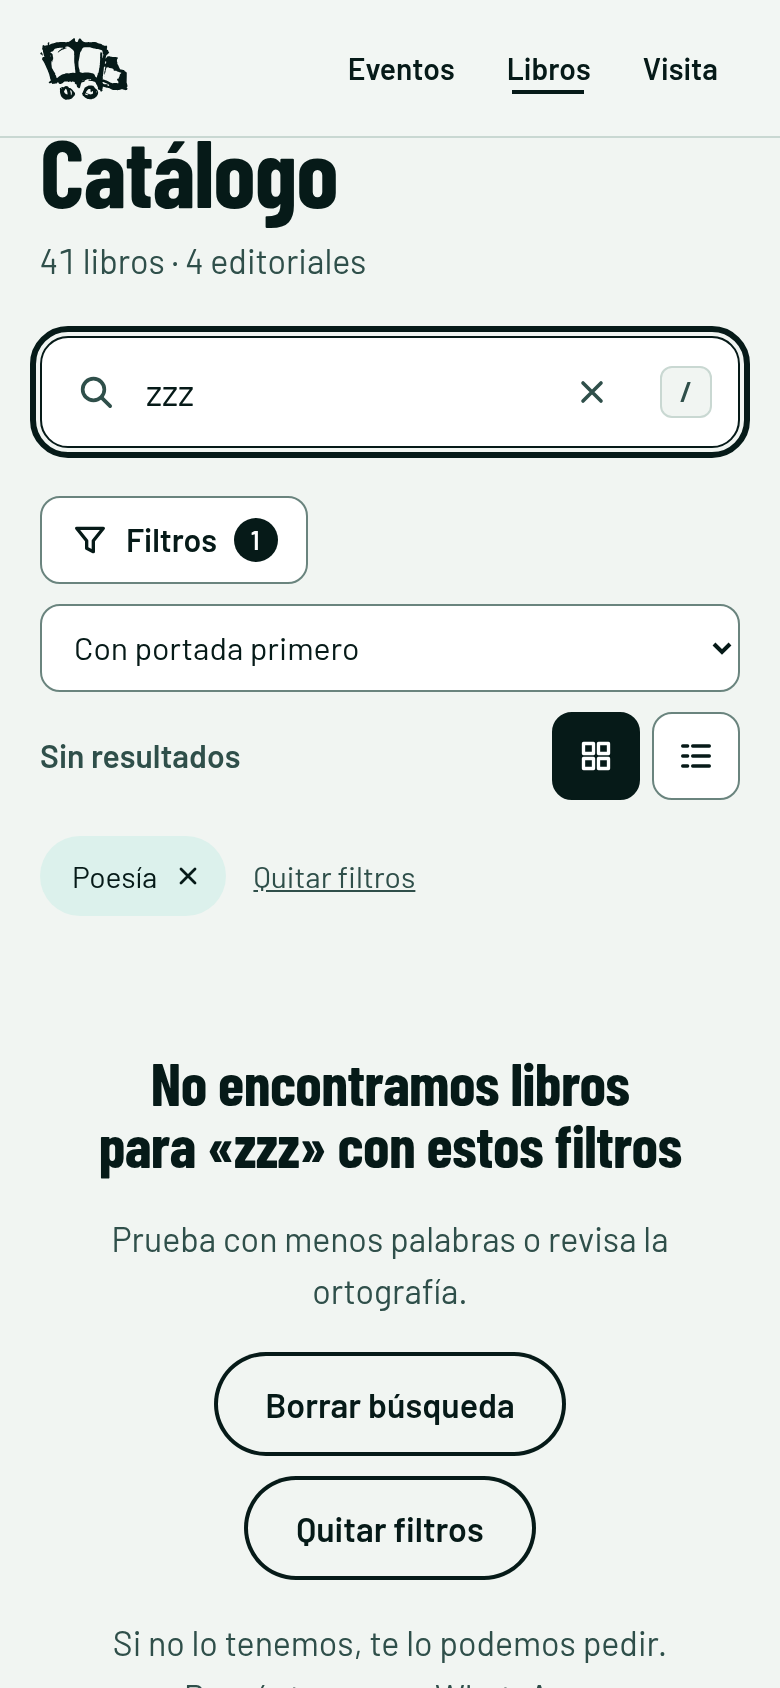 Eventos Libros Visita
Catálogo
41 libros · 4 editoriales
zzz /
Filtros 1
Con portada primero
Sin resultados
Poesía Quitar filtros
No encontramos libros
para «zzz» con estos filtros
Prueba con menos palabras o revisa la
ortografía.
Borrar búsqueda
Quitar filtros
Si no lo tenemos, te lo podemos pedir.